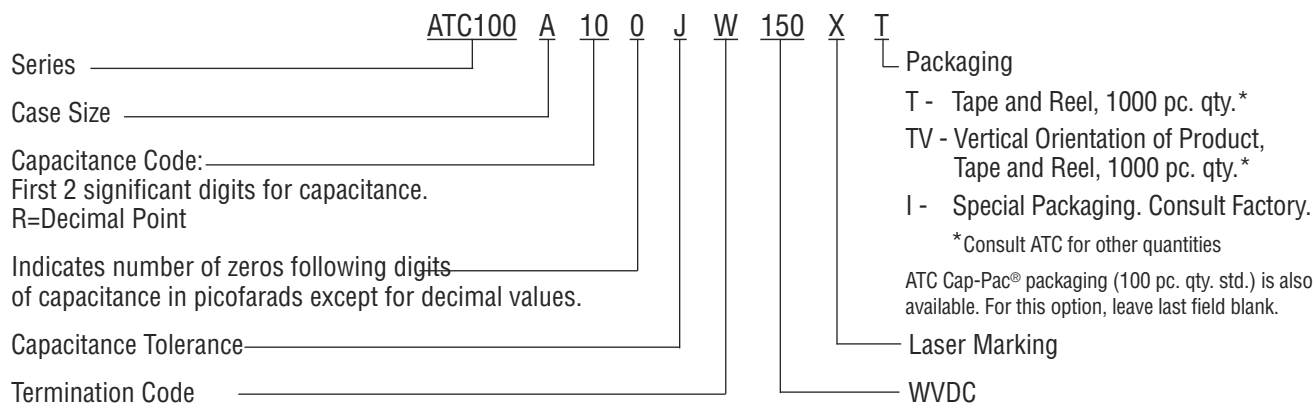 ATC100 A 10 0 J W 150 X T
Series
Case Size
Capacitance Code:
First 2 significant digits for capacitance.
R=Decimal Point
Indicates number of zeros following digits
of capacitance in picofarads except for decimal values.
Capacitance Tolerance
Termination Code
Packaging
T - Tape and Reel, 1000 pc. qty.*
TV - Vertical Orientation of Product,
Tape and Reel, 1000 pc. qty.*
I - Special Packaging. Consult Factory.
*Consult ATC for other quantities
ATC Cap-Pac® packaging (100 pc. qty. std.) is also
available. For this option, leave last field blank.
Laser Marking
WVDC